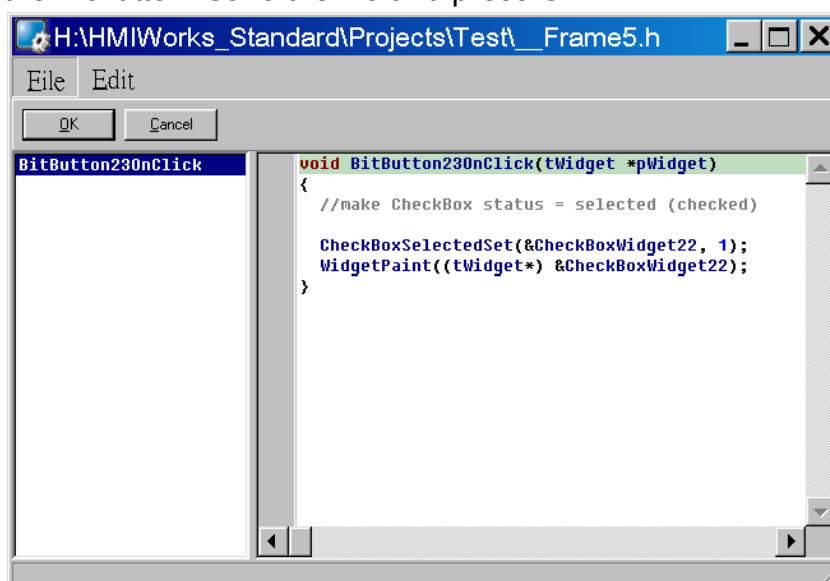 H:\HMIWorks_Standard\Projects\Test\__Frame5.h
File Edit
OK Cancel
BitButton23OnClick
void BitButton23OnClick(tWidget *pWidget)
{
//make CheckBox status = selected (checked)
CheckBoxSelectedSet(&CheckBoxWidget22, 1);
WidgetPaint((tWidget*) &CheckBoxWidget22);
}